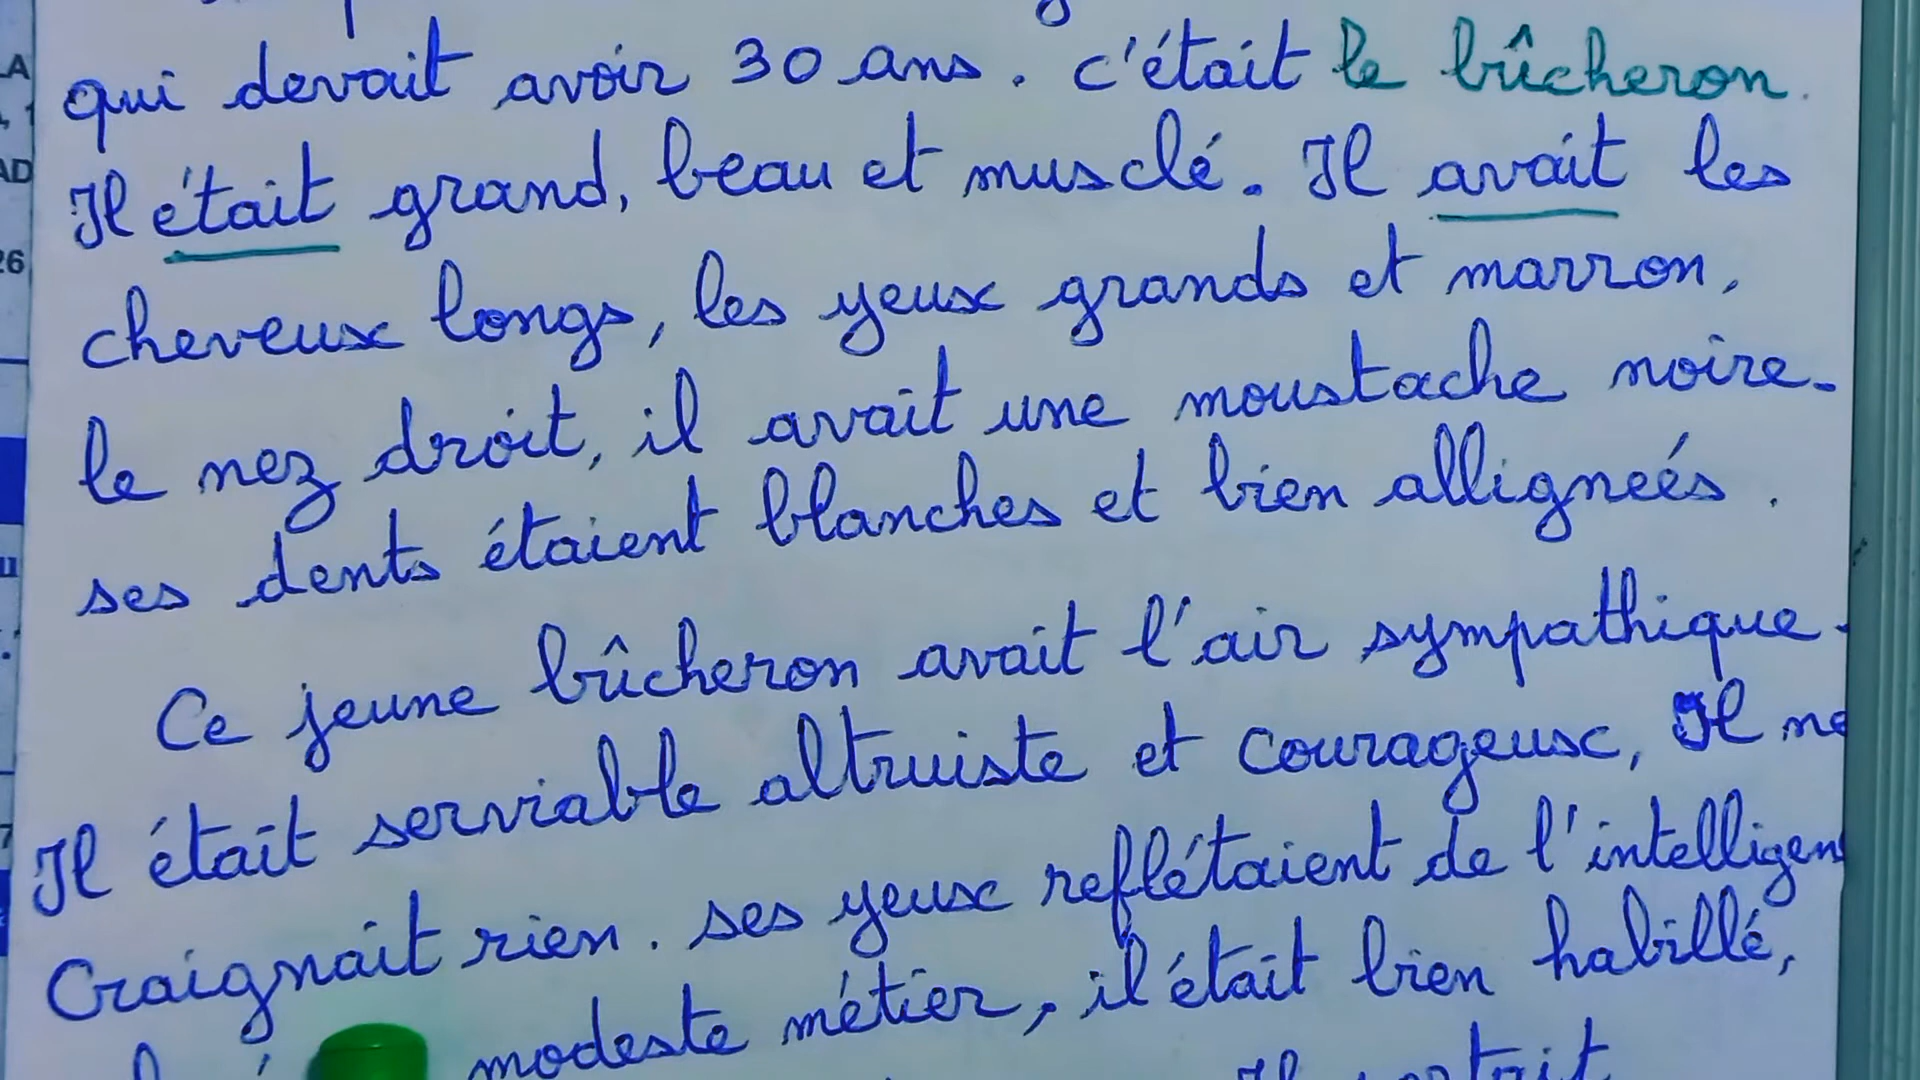 qui devait avoir 30 ans. c'était le bûcheron.
Il était grand, beau et musclé. Il avait les
cheveux longs, les yeux grands et marron,
le nez droit, il avait une moustache noire.
ses dents étaient blanches et bien alligneés.
Ce jeune bûcheron avait l'air sympathique.
Il était serviable altruiste et courageux, Il ne
Craignait rien. ses yeux reflétaient de l'intelligen
modeste métier, il était bien habillé,
Il portait